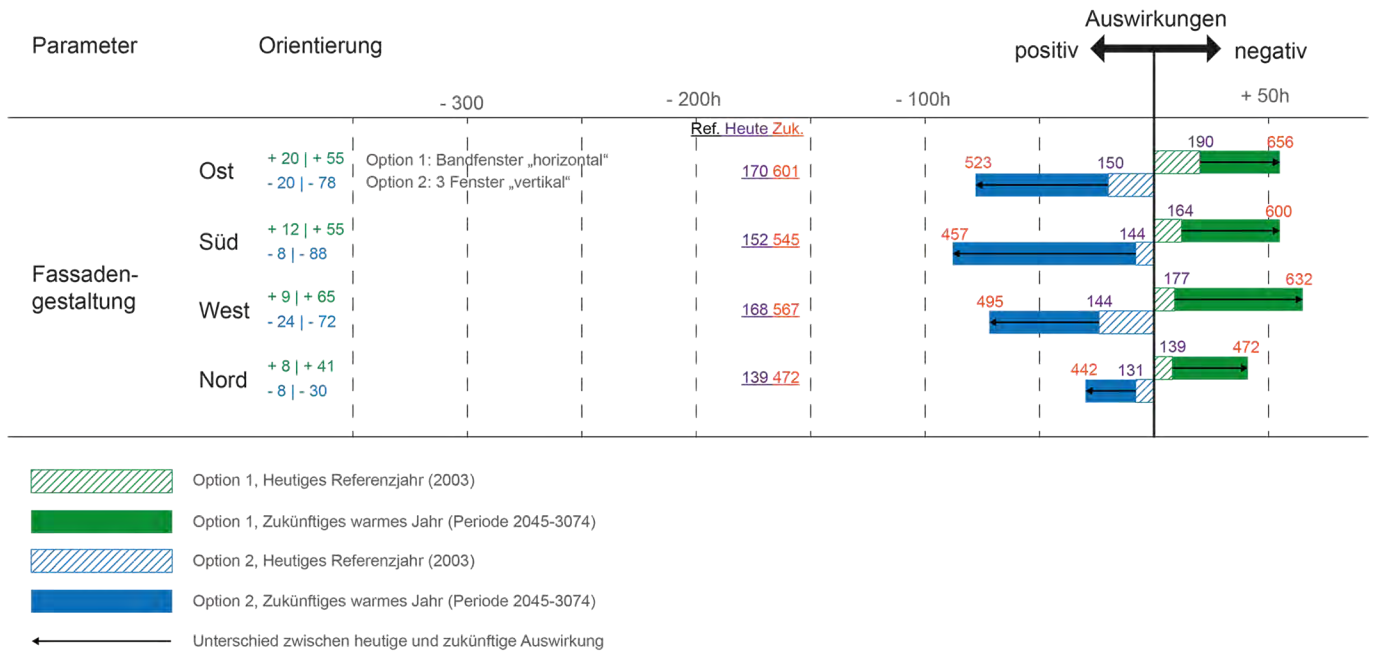 Auswirkungen
Parameter Orientierung positiv negativ
- 300 - 200h - 100h + 50h
Ref. Heute Zuk.
Ost + 20 | + 55 Option 1: Bandfenster „horizontal“ 190 656
- 20 | - 78 Option 2: 3 Fenster „vertikal“ 170 601 523 150
Süd + 12 | + 55 164 600
- 8 | - 88 152 545 457 144
Fassaden-
gestaltung
West + 9 | + 65 177 632
- 24 | - 72 168 567 495 144
Nord + 8 | + 41 139 472
- 8 | - 30 139 472 442 131
Option 1, Heutiges Referenzjahr (2003)
Option 1, Zukünftiges warmes Jahr (Periode 2045-3074)
Option 2, Heutiges Referenzjahr (2003)
Option 2, Zukünftiges warmes Jahr (Periode 2045-3074)
Unterschied zwischen heutige und zukünftige Auswirkung